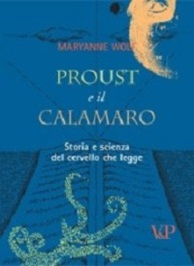 MARYANNE WOLF
PROUST
e il
CALAMARO
Storia e scienza
del cervello che legge
V&P